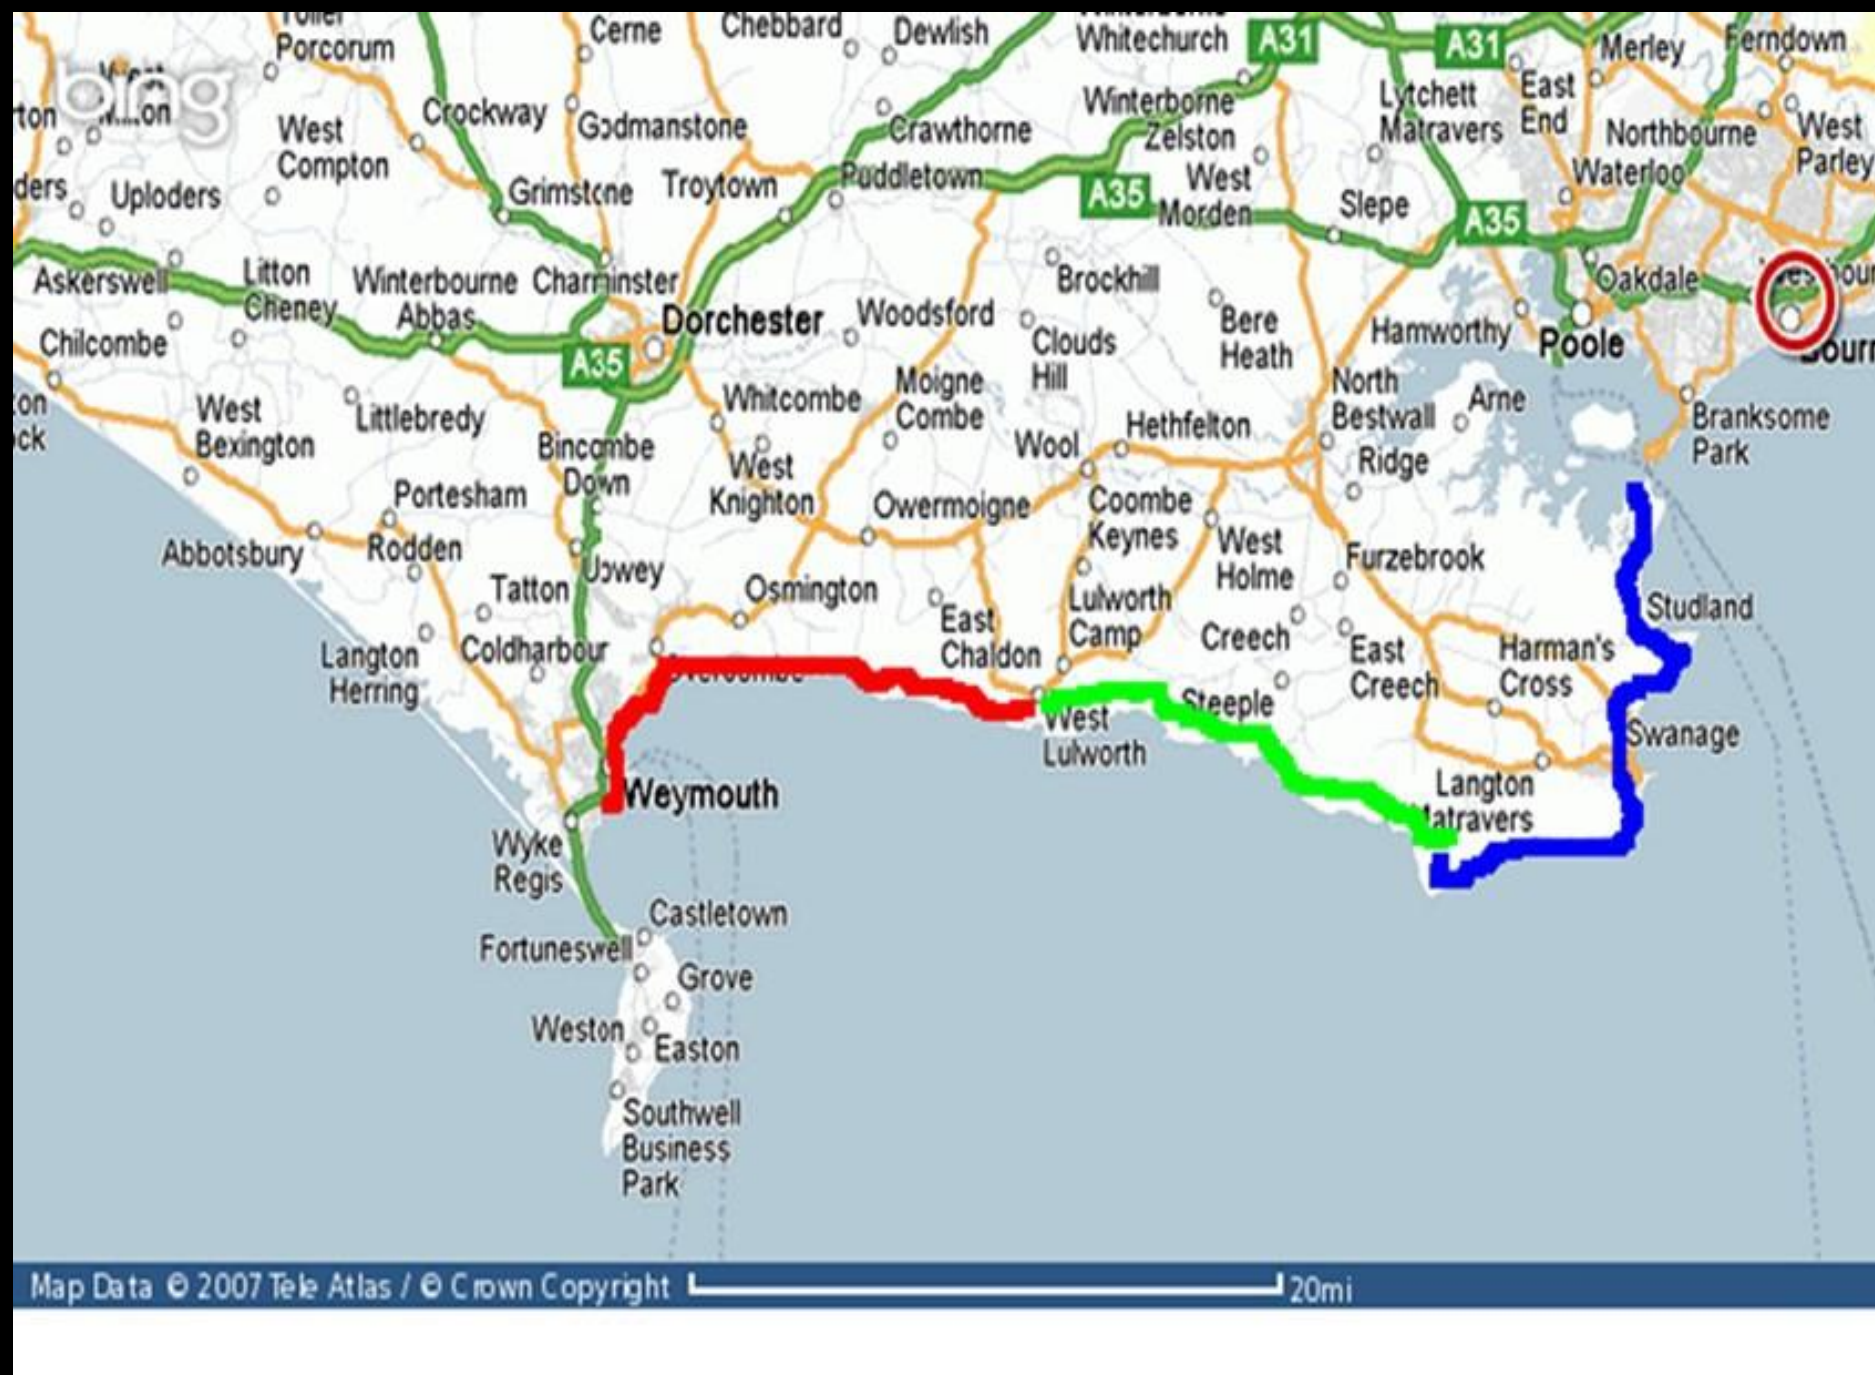 Cerne
Chebbard
Dewlish
Whitechurch
A31
A31
Merley
Ferndown
Porcorum
bing
Crockway
Godmanstone
Crawthorne
Winterborne
Zelston
Lytchett
Matravers
East
End
Northbourne
West
Parley
West
Compton
Uploders
Grimstone
Troytown
Puddletown
A35
West
Morden
Slepe
A35
Waterloo
Askerswell
Litton
Cheney
Winterbourne
Abbas
Charminster
Dorchester
Woodsford
Brockhill
Clouds
Hill
Bere
Heath
Hamworthy
Poole
Oakdale
Chilcombe
A35
West
Bexington
Littlebredy
Bincombe
Down
Whitcombe
Moigne
Combe
Wool
Hethfelton
North
Bestwall
Arne
Branksome
Park
Ridge
Portesham
West
Knighton
Owermoigne
Coombe
Keynes
West
Holme
Furzebrook
Abbotsbury
Rodden
Tatton
Upwey
Osmington
East
Chaldon
Lulworth
Camp
Creech
East
Creech
Harman's
Cross
Studland
Langton
Herring
Coldharbour
Overcombe
West
Lulworth
Steeple
Swanage
Langton
Matravers
Weymouth
Wyke
Regis
Castletown
Fortuneswell
Grove
Weston
Easton
Southwell
Business
Park
Map Data © 2007 Tele Atlas / © Crown Copyright
20mi